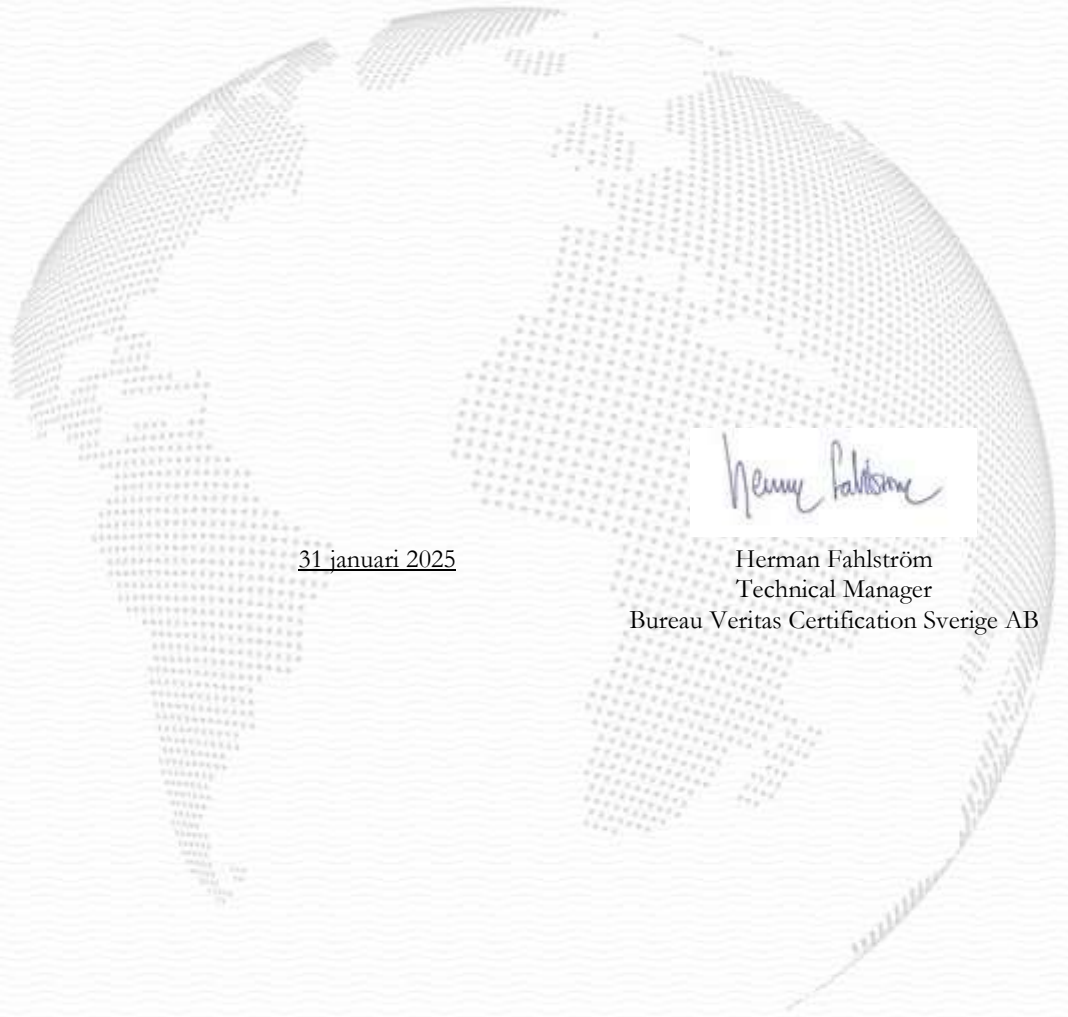 31 januari 2025
Herman Fahlström
Technical Manager
Bureau Veritas Certification Sverige AB